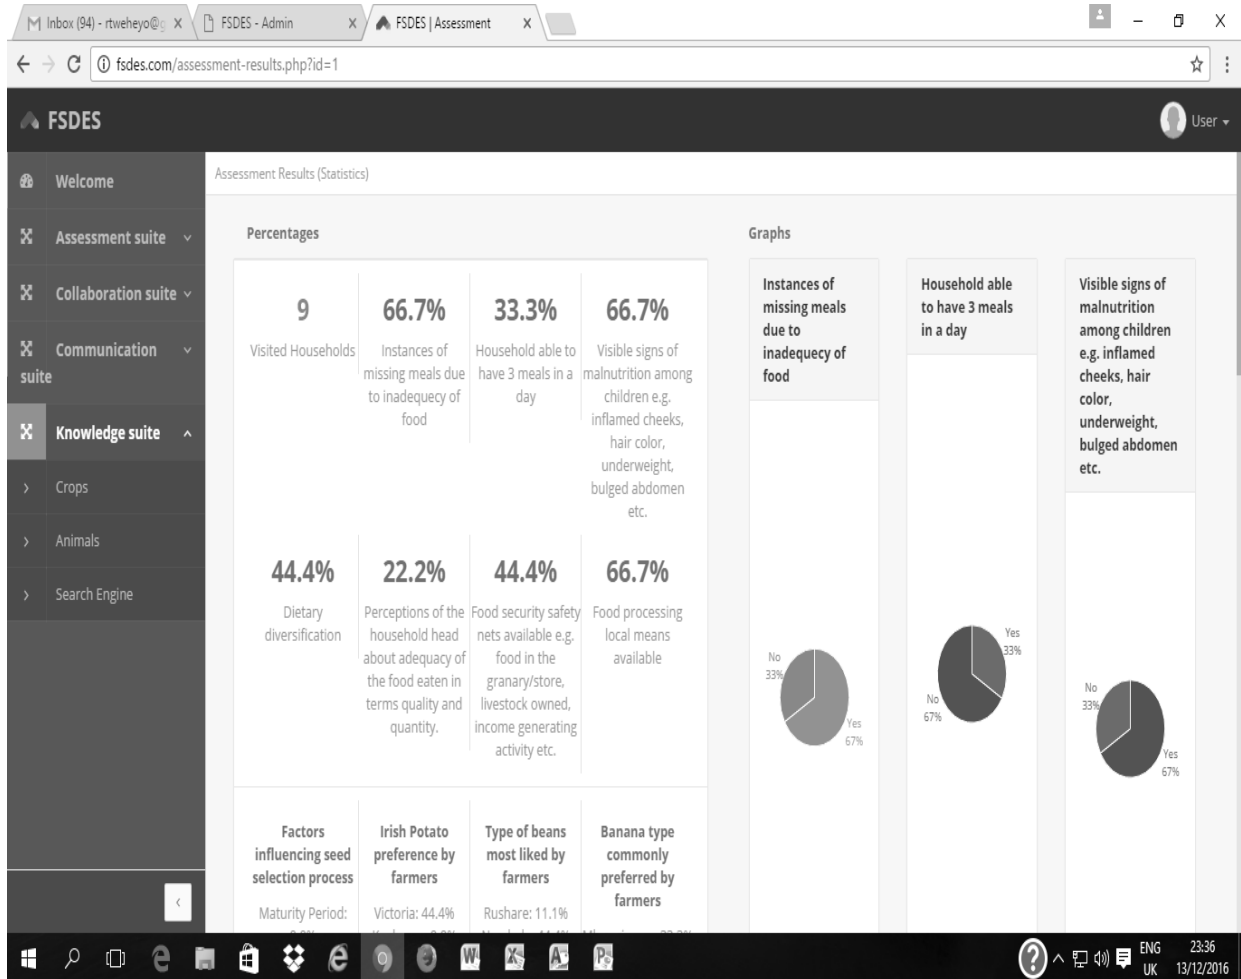 Inbox (94) - rtweheyo@g
FSDES - Admin
FSDES | Assessment
fsdes.com/assessment-results.php?id=1
FSDES
User
Welcome
Assessment suite
Collaboration suite
Communication
suite
Knowledge suite
Crops
Animals
Search Engine
Assessment Results (Statistics)
Percentages
9
Visited Households
66.7%
Instances of
missing meals due
to inadequecy of
food
33.3%
Household able to
have 3 meals in a
day
66.7%
Visible signs of
malnutrition among
children e.g.
inflamed cheeks,
hair color,
underweight,
bulged abdomen
etc.
44.4%
Dietary
diversification
22.2%
Perceptions of the
household head
about adequacy of
the food eaten in
terms quality and
quantity.
44.4%
Food security safety
nets available e.g.
food in the
granary/store,
livestock owned,
income generating
activity etc.
66.7%
Food processing
local means
available
Factors
influencing seed
selection process
Maturity Period:
Irish Potato
preference by
farmers
Victoria: 44.4%
Type of beans
most liked by
farmers
Rushare: 11.1%
Banana type
commonly
preferred by
farmers
Graphs
Instances of
missing meals
due to
inadequecy of
food
No
33%
Yes
67%
Household able
to have 3 meals
in a day
Yes
33%
No
67%
Visible signs of
malnutrition
among children
e.g. inflamed
cheeks, hair
color,
underweight,
bulged abdomen
etc.
No
33%
Yes
67%
ENG
UK
23:36
13/12/2016